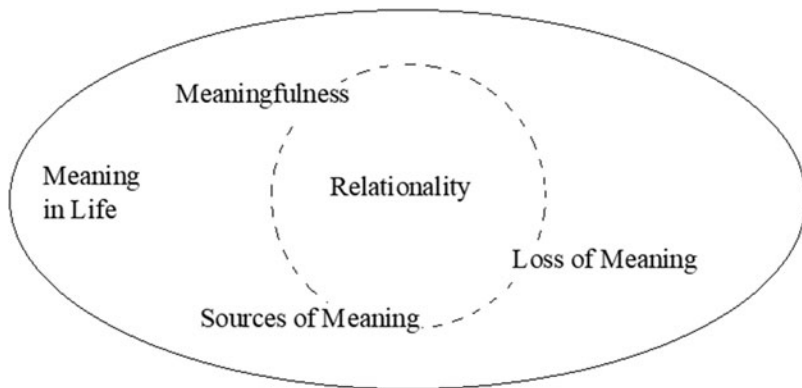 Meaningfulness
Meaning
in Life
Relationality
Loss of Meaning
Sources of Meaning